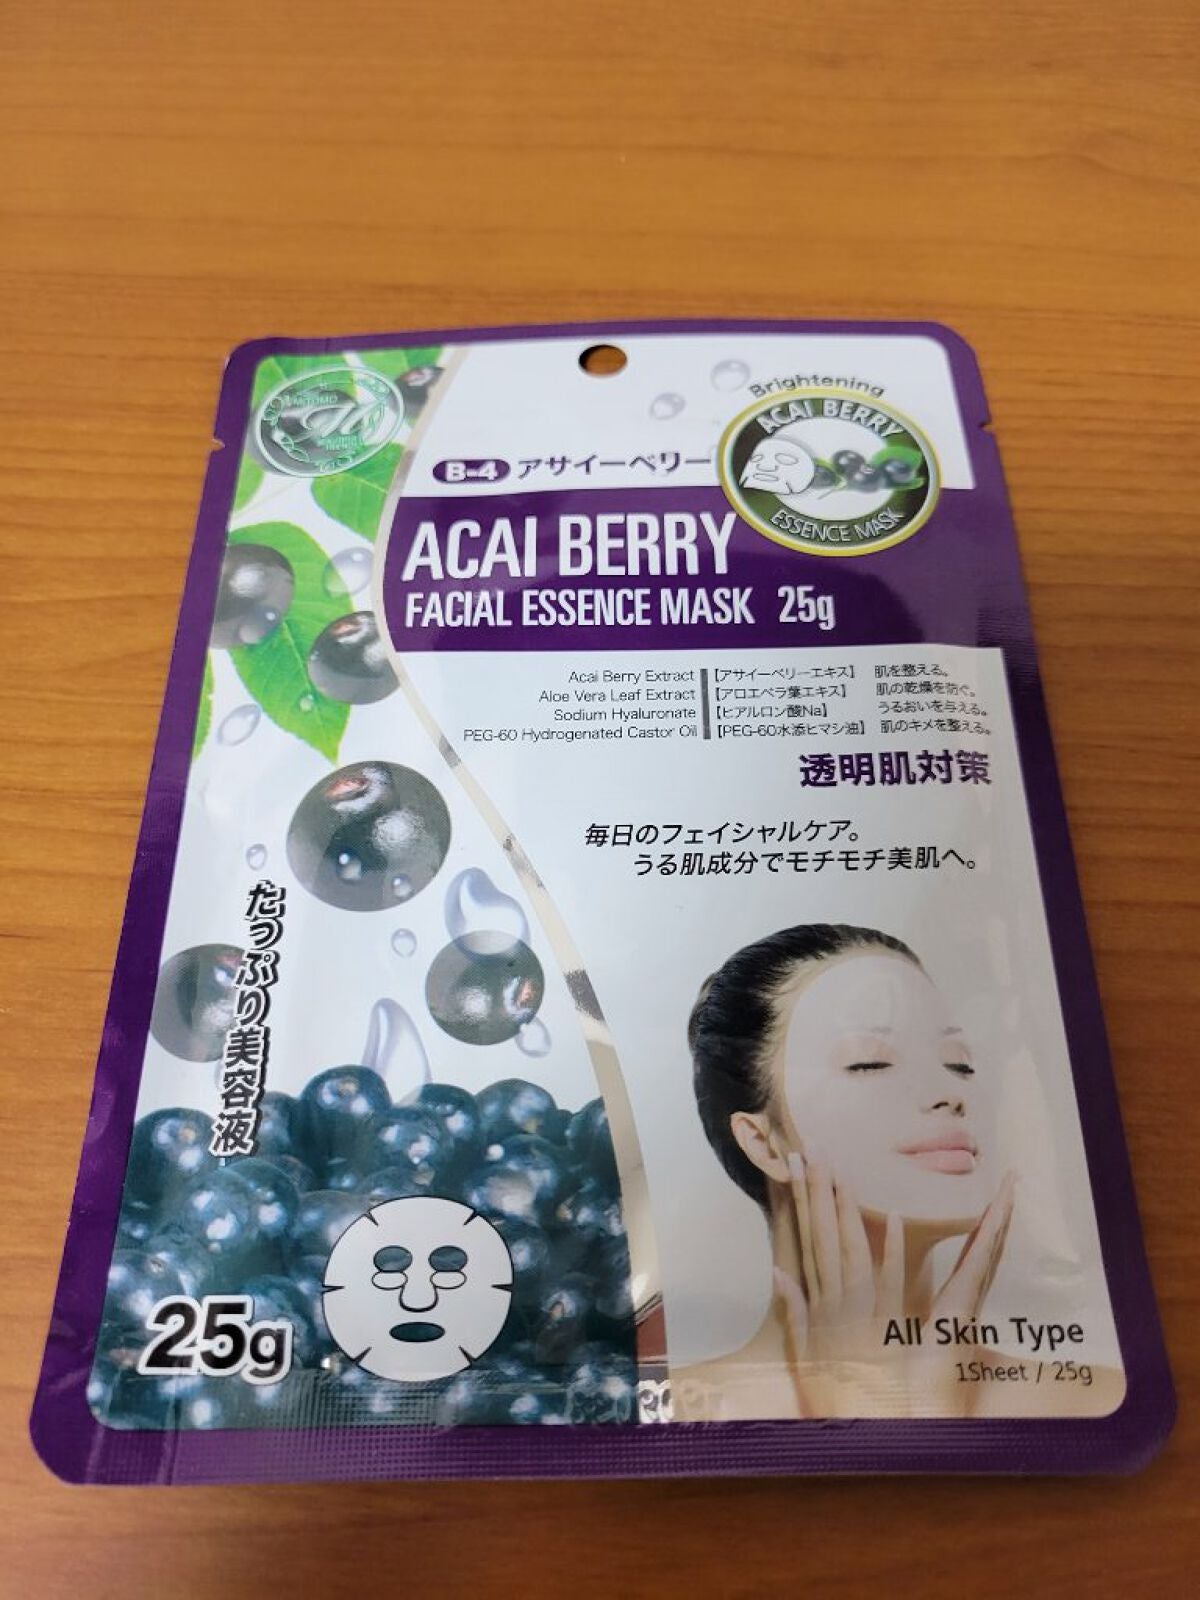 MITOMO
Brightening
ACAI BERRY
ESSENCE MASK
B-4 アサイーベリー
ACAI BERRY
FACIAL ESSENCE MASK 25g
Acai Berry Extract 【アサイーベリーエキス】 肌を整える。
Aloe Vera Leaf Extract 【アロエベラ葉エキス】 肌の乾燥を防ぐ。
Sodium Hyaluronate 【ヒアルロン酸Na】 うるおいを与える。
PEG-60 Hydrogenated Castor Oil 【PEG-60水添ヒマシ油】 肌のキメを整える。
透明肌対策
毎日のフェイシャルケア。
うる肌成分でモチモチ美肌へ。
たっぷり美容液
25g
All Skin Type
1Sheet / 25g